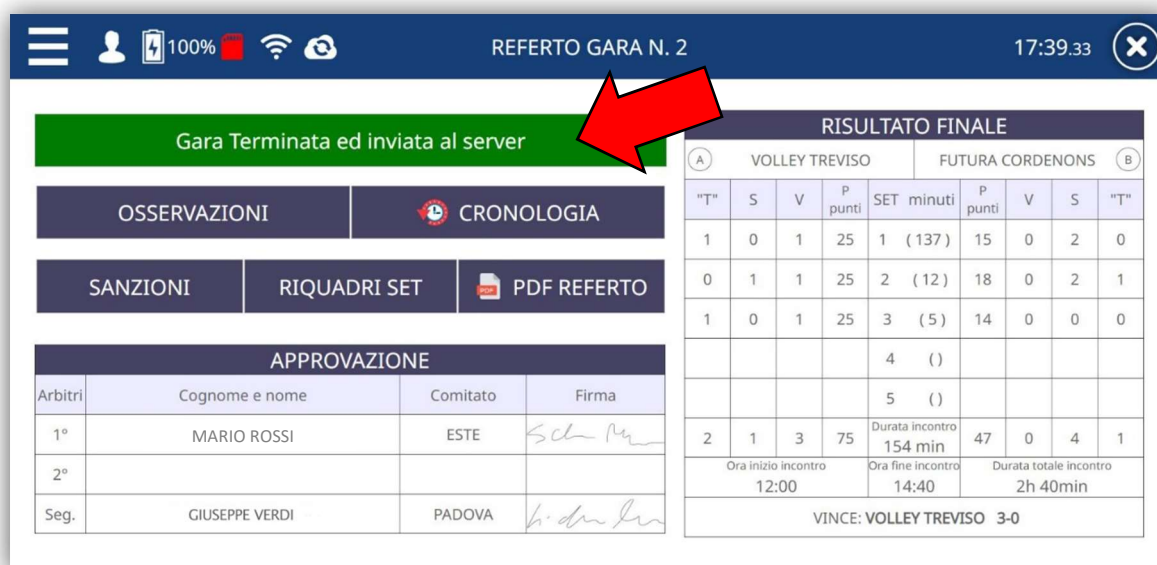 100% REFERTO GARA N. 2 17:39.33
Gara Terminata ed inviata al server
OSSERVAZIONI CRONOLOGIA
SANZIONI RIQUADRI SET PDF REFERTO
APPROVAZIONE
Arbitri Cognome e nome Comitato Firma
1° MARIO ROSSI ESTE
2°
Seg. GIUSEPPE VERDI PADOVA
RISULTATO FINALE
A VOLLEY TREVISO FUTURA CORDENONS B
"T" S V P punti SET minuti P punti V S "T"
1 0 1 25 1 (137) 15 0 2 0
0 1 1 25 2 (12) 18 0 2 1
1 0 1 25 3 (5) 14 0 0 0
4 ()
5 ()
2 1 3 75 Durata incontro 154 min 47 0 4 1
Ora inizio incontro Ora fine incontro Durata totale incontro
12:00 14:40 2h 40min
VINCE: VOLLEY TREVISO 3-0